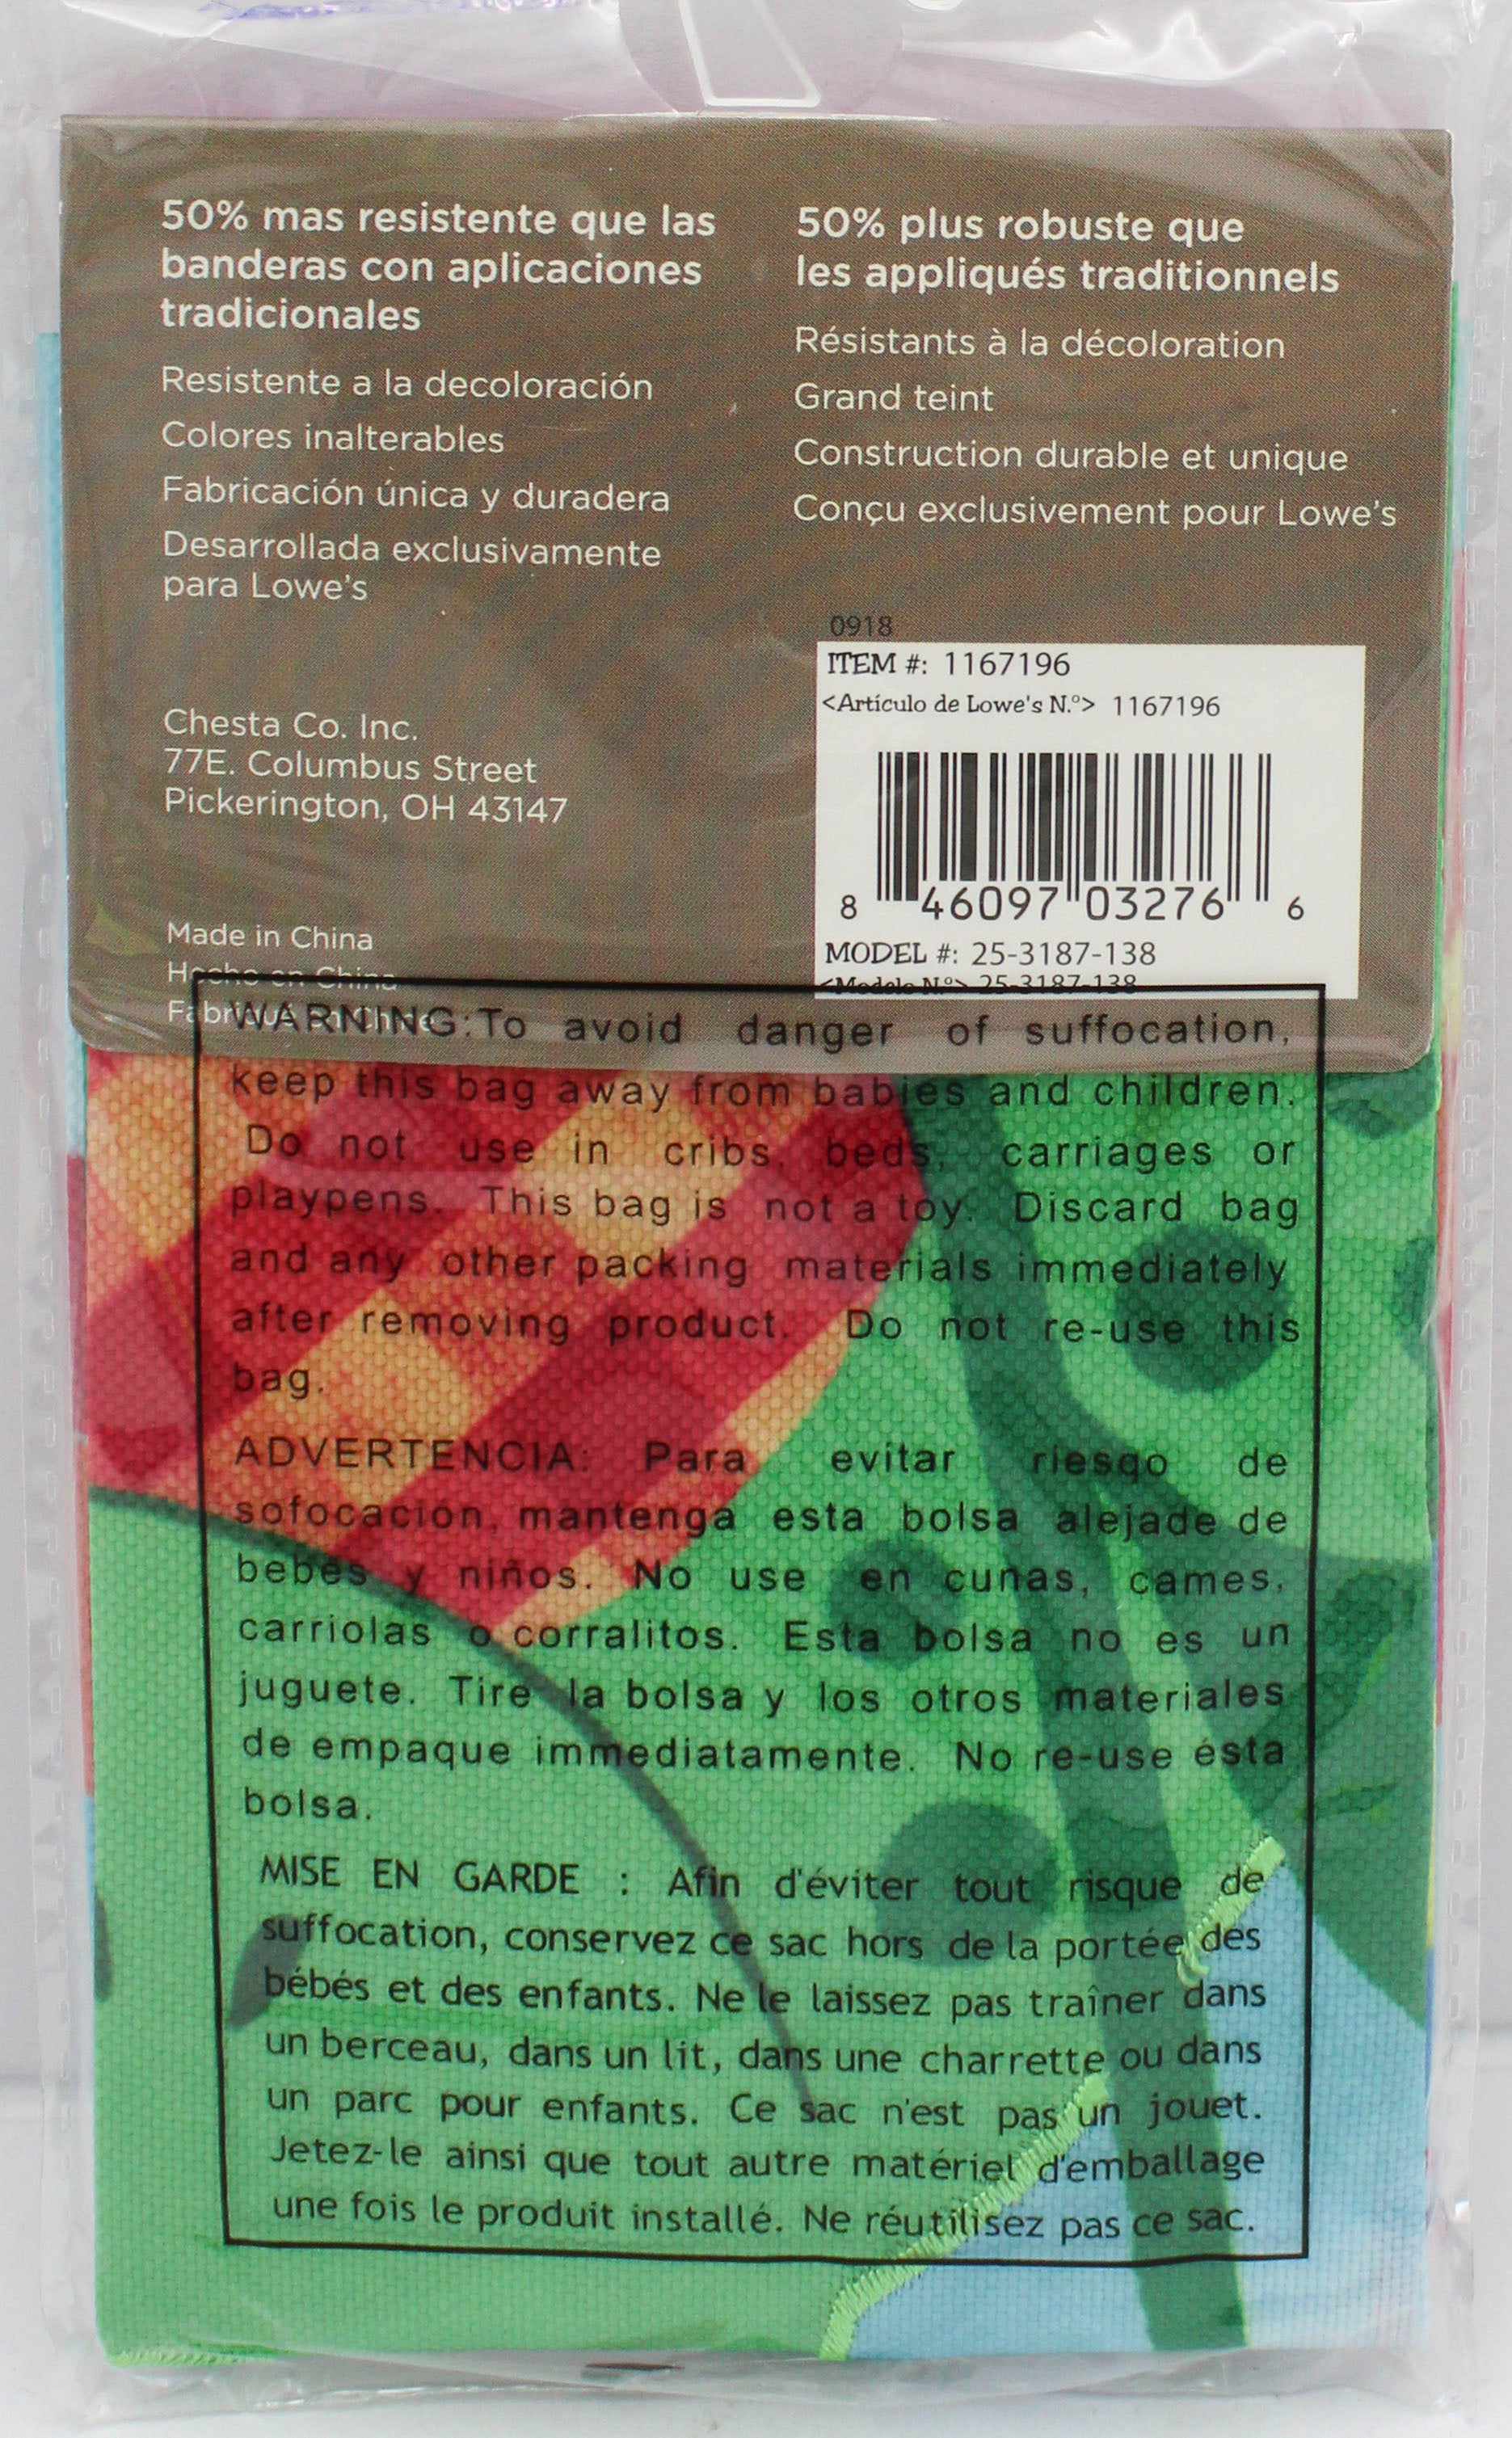 50% mas resistente que las
banderas con aplicaciones
tradicionales
Resistente a la decoloración
Colores inalterables
Fabricación única y duradera
Desarrollada exclusivamente
para Lowe's
50% plus robuste que
les appliqués traditionnels
Résistants à la décoloration
Grand teint
Construction durable et unique
Conçu exclusivement pour Lowe's
Chesta Co. Inc.
77E. Columbus Street
Pickerington, OH 43147
0918
ITEM #: 1167196
<Artículo de Lowe's N.º> 1167196
8 46097 03276 6
MODEL #: 25-3187-138
<Modelo N.º> 25-3187-138
Made in China
Hecho en China
Fabriqué en Chine
WARNING:To avoid danger of suffocation,
keep this bag away from babies and children.
Do not use in cribs, beds, carriages or
playpens. This bag is not a toy. Discard bag
and any other packing materials immediately
after removing product. Do not re-use this
bag.
ADVERTENCIA: Para evitar riesgo de
sofocacion, mantenga esta bolsa alejade de
bebés y niños. No use en cunas, cames,
carriolas o corralitos. Esta bolsa no es un
juguete. Tire la bolsa y los otros materiales
de empaque immediatamente. No re-use ésta
bolsa.
MISE EN GARDE : Afin d'éviter tout risque de
suffocation, conservez ce sac hors de la portée des
bébés et des enfants. Ne le laissez pas traîner dans
un berceau, dans un lit, dans une charrette ou dans
un parc pour enfants. Ce sac n'est pas un jouet.
Jetez-le ainsi que tout autre matériel d'emballage
une fois le produit installé. Ne réutilisez pas ce sac.